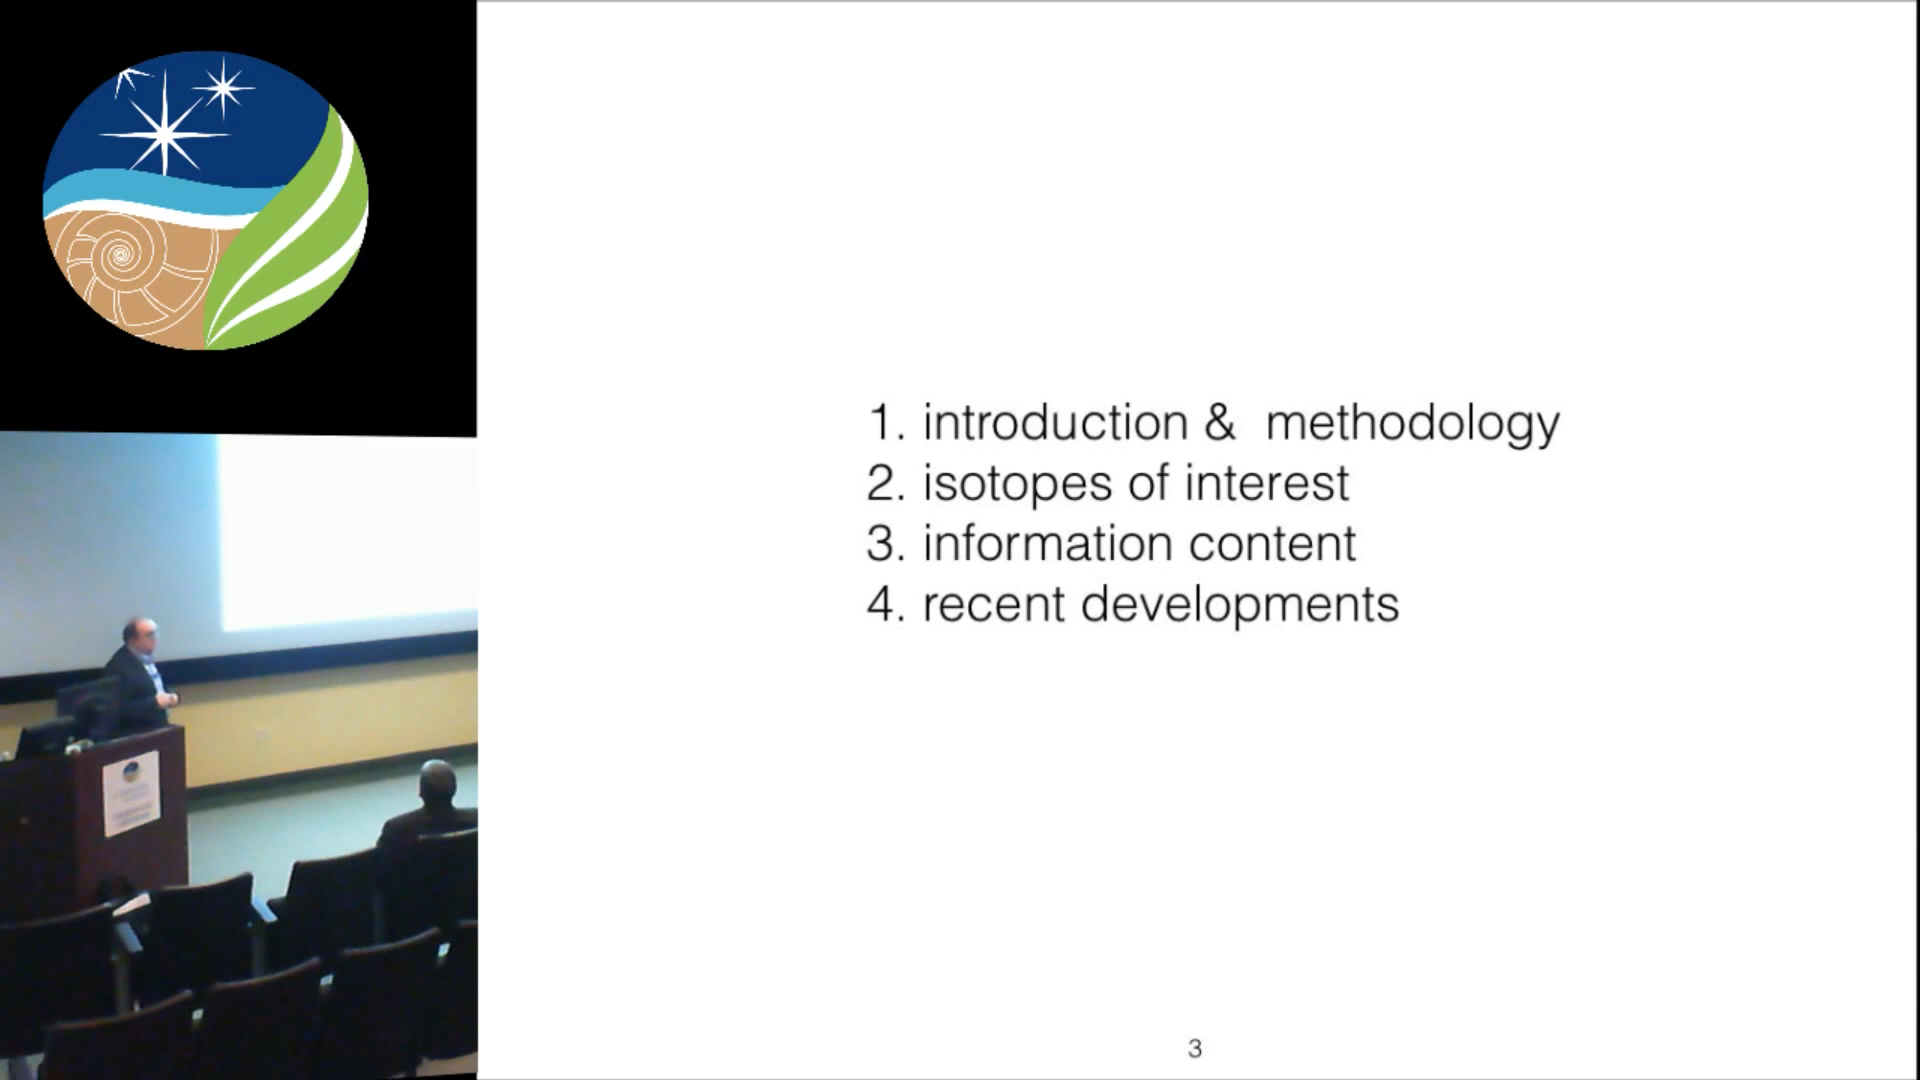 1. introduction &  methodology
2. isotopes of interest
3. information content
4. recent developments
3